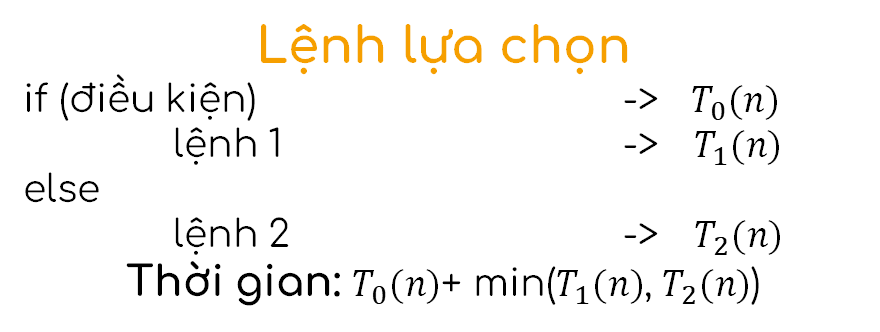 Lệnh lựa chọn
if (điều kiện) -> T₀(n)
lệnh 1 -> T₁(n)
else
lệnh 2 -> T₂(n)
Thời gian: T₀(n)+ min(T₁(n), T₂(n))